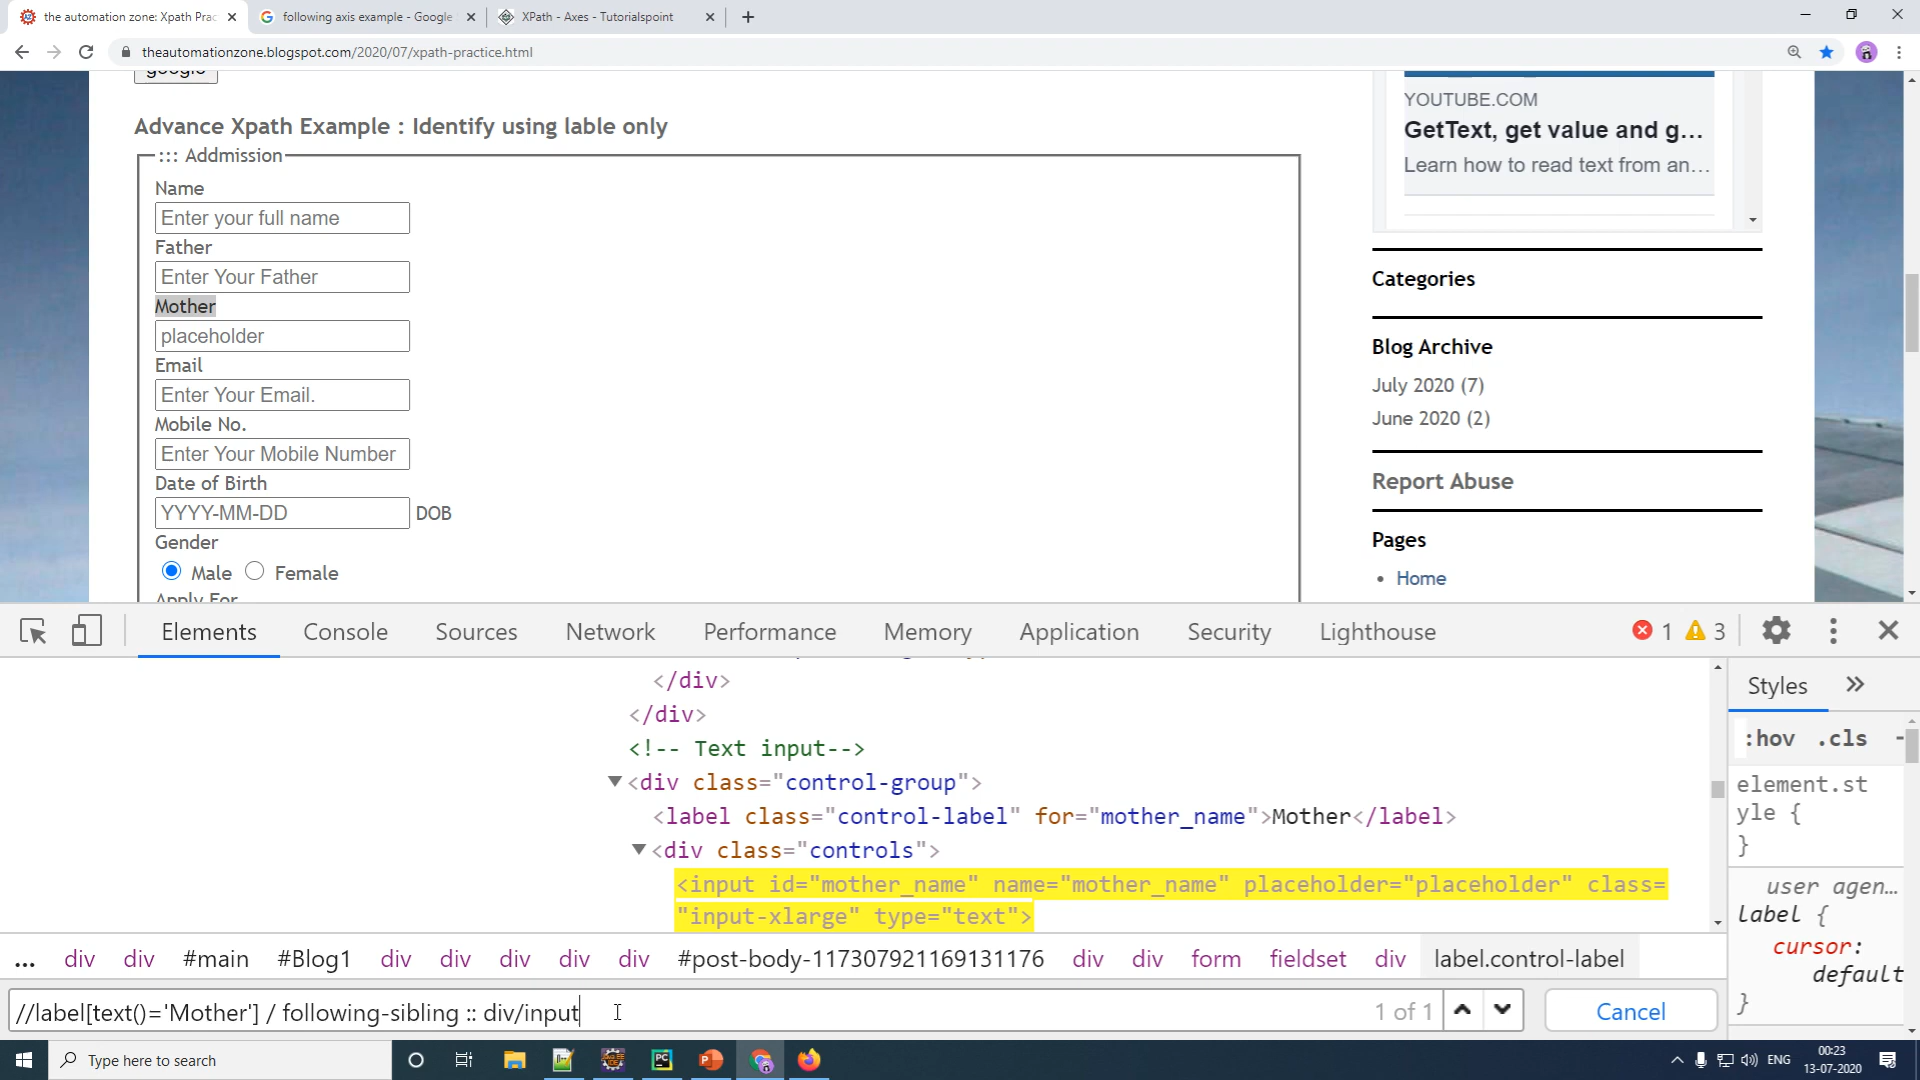 the automation zone: Xpath Prac
following axis example - Google
XPath - Axes - Tutorialspoint
theautomationzone.blogspot.com/2020/07/xpath-practice.html
google
Advance Xpath Example : Identify using lable only
::: Addmission
Name
Enter your full name
Father
Enter Your Father
Mother
placeholder
Email
Enter Your Email.
Mobile No.
Enter Your Mobile Number
Date of Birth
YYYY-MM-DD DOB
Gender
Male Female
Apply For
YOUTUBE.COM
GetText, get value and g...
Learn how to read text from an...
Categories
Blog Archive
July 2020 (7)
June 2020 (2)
Report Abuse
Pages
• Home
Elements Console Sources Network Performance Memory Application Security Lighthouse 1 3
</div>
</div>
<!-- Text input-->
<div class="control-group">
<label class="control-label" for="mother_name">Mother</label>
<div class="controls">
<input id="mother_name" name="mother_name" placeholder="placeholder" class=
"input-xlarge" type="text">
Styles »
:hov .cls
element.st
yle {
}
user agen…
label {
cursor:
default
}
... div div #main #Blog1 div div div div div #post-body-117307921169131176 div div form fieldset div label.control-label
//label[text()='Mother'] / following-sibling :: div/input
1 of 1
Cancel
Type here to search
ENG
00:23
13-07-2020